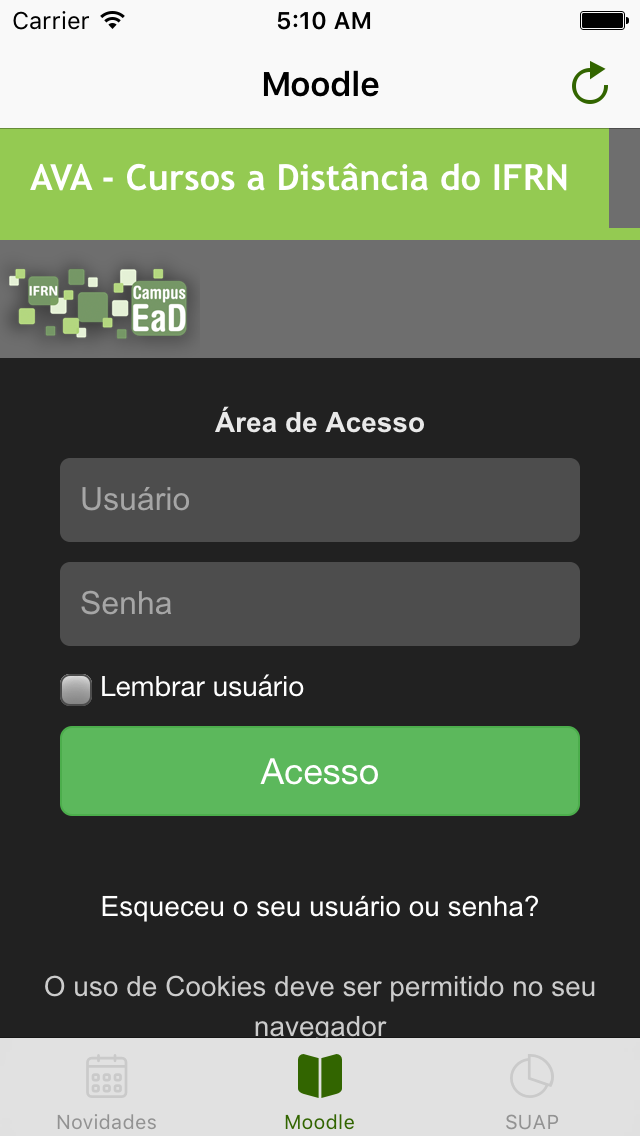 Carrier 5:10 AM
Moodle
AVA - Cursos a Distância do IFRN
IFRN
Campus
EaD
Área de Acesso
Usuário
Senha
Lembrar usuário
Acesso
Esqueceu o seu usuário ou senha?
O uso de Cookies deve ser permitido no seu
navegador
Novidades Moodle SUAP